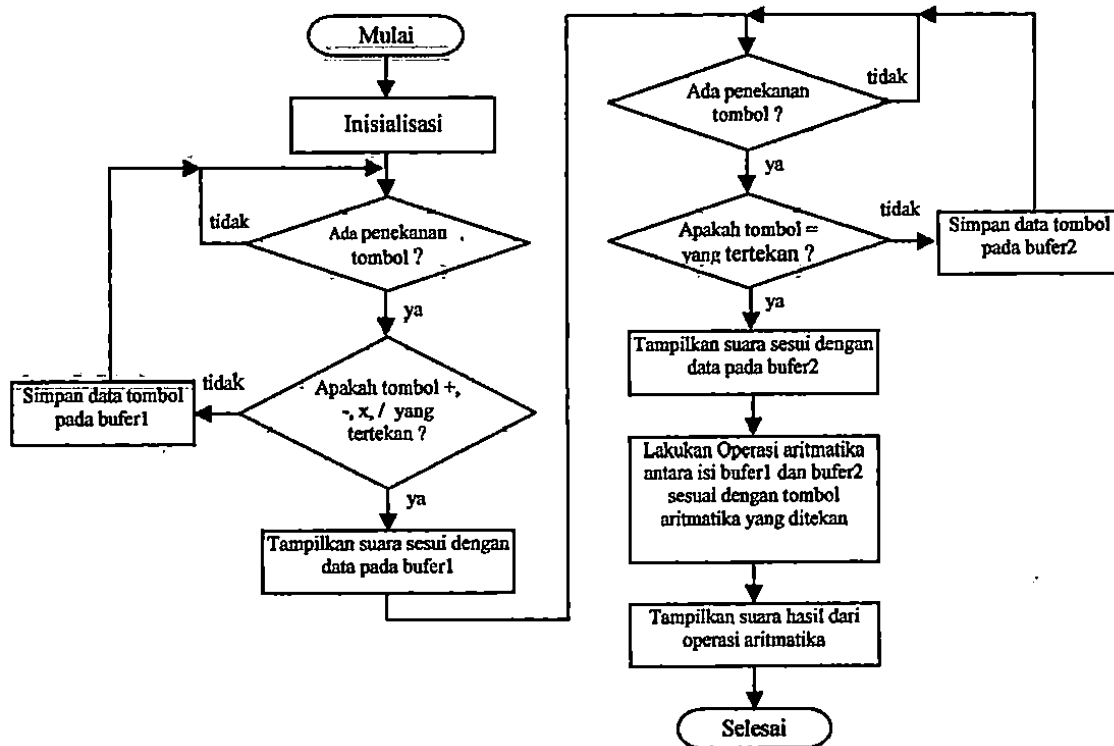 Mulai
Inisialisasi
tidak
Ada penekanan
tombol ?
ya
tidak
Simpan data tombol
pada bufer1
Apakah tombol +,
-, x, / yang
tertekan ?
ya
Tampilkan suara sesui dengan
data pada bufer1
Ada penekanan
tombol ?
tidak
ya
Apakah tombol =
yang tertekan ?
tidak
Simpan data tombol
pada bufer2
ya
Tampilkan suara sesui dengan
data pada bufer2
Lakukan Operasi aritmatika
antara isi bufer1 dan bufer2
sesuai dengan tombol
aritmatika yang ditekan
Tampilkan suara hasil dari
operasi aritmatika
Selesai